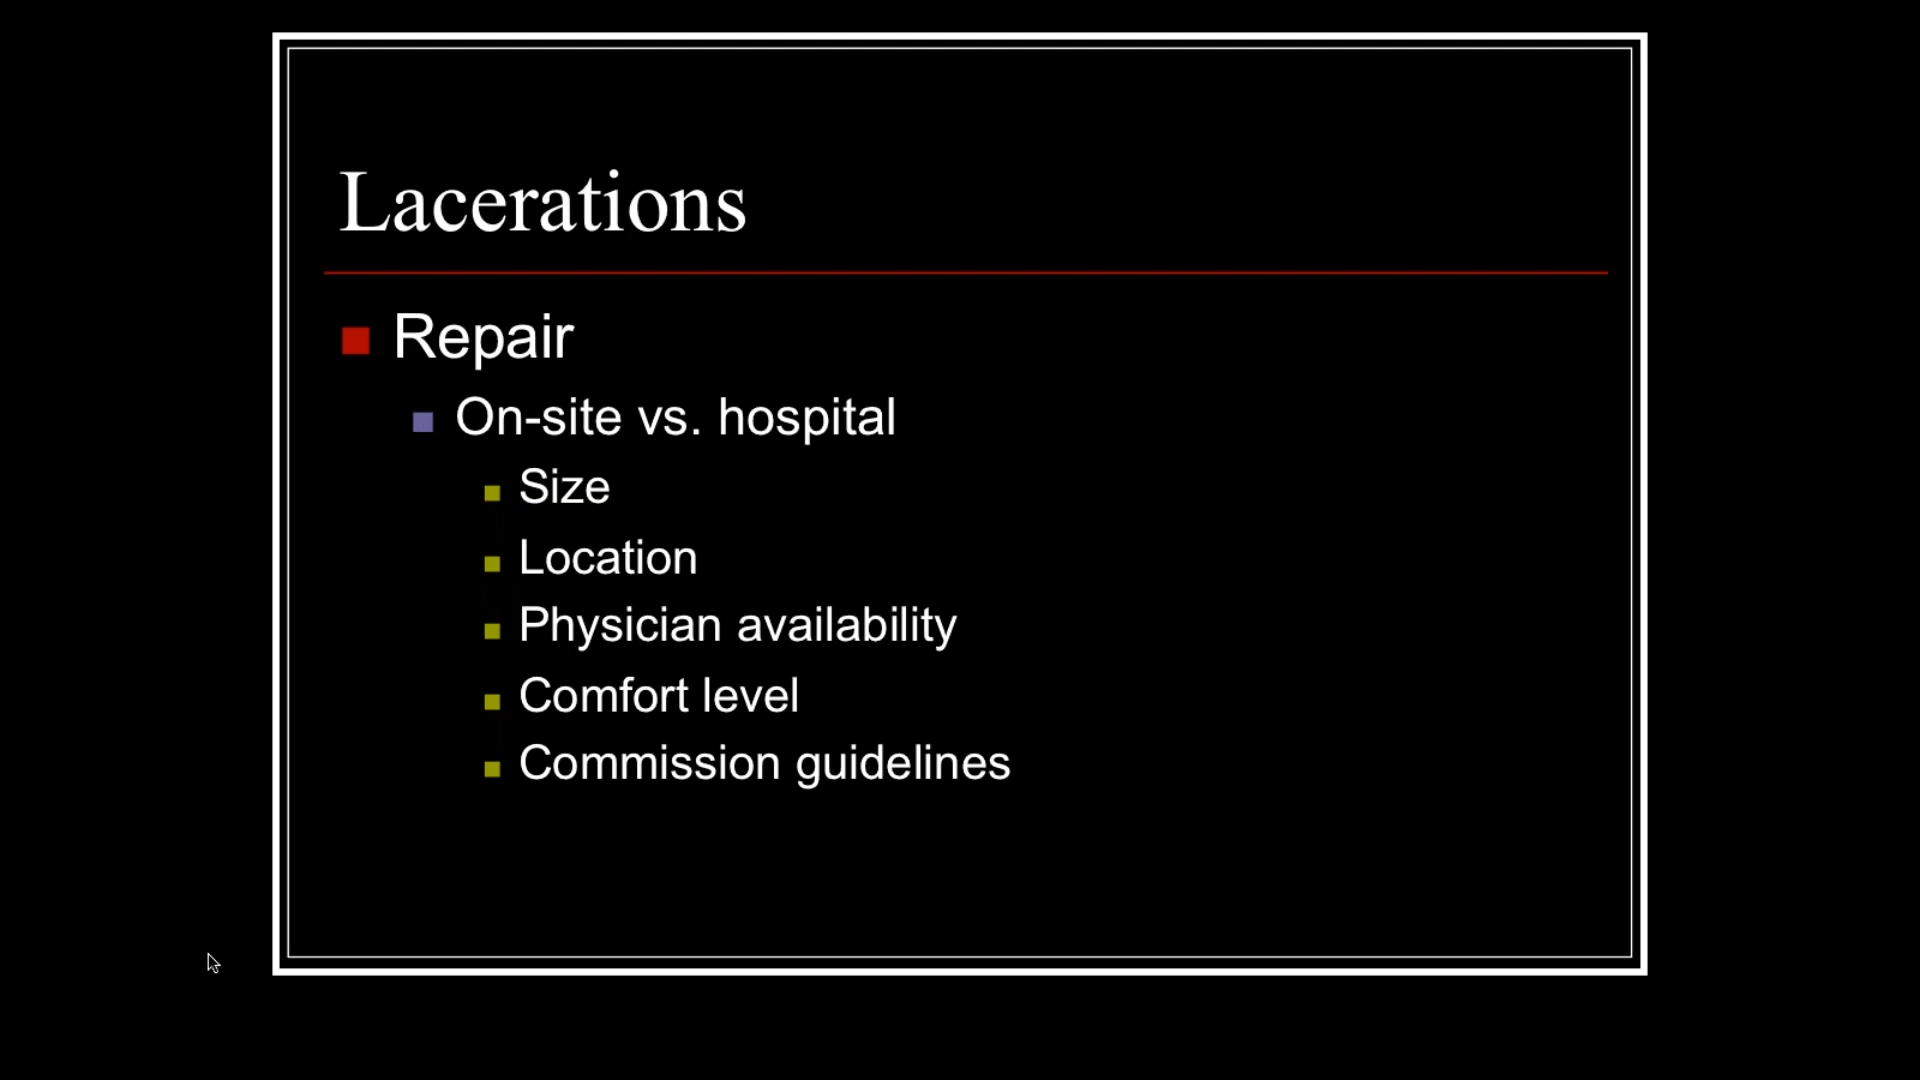 Lacerations
Repair
On-site vs. hospital
Size
Location
Physician availability
Comfort level
Commission guidelines